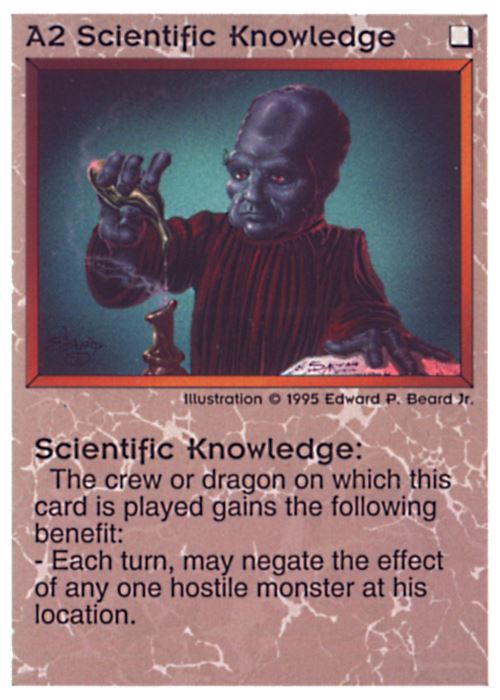 A2 Scientific Knowledge
Illustration © 1995 Edward P. Beard Jr.
Scientific Knowledge:
The crew or dragon on which this
card is played gains the following
benefit:
- Each turn, may negate the effect
of any one hostile monster at his
location.